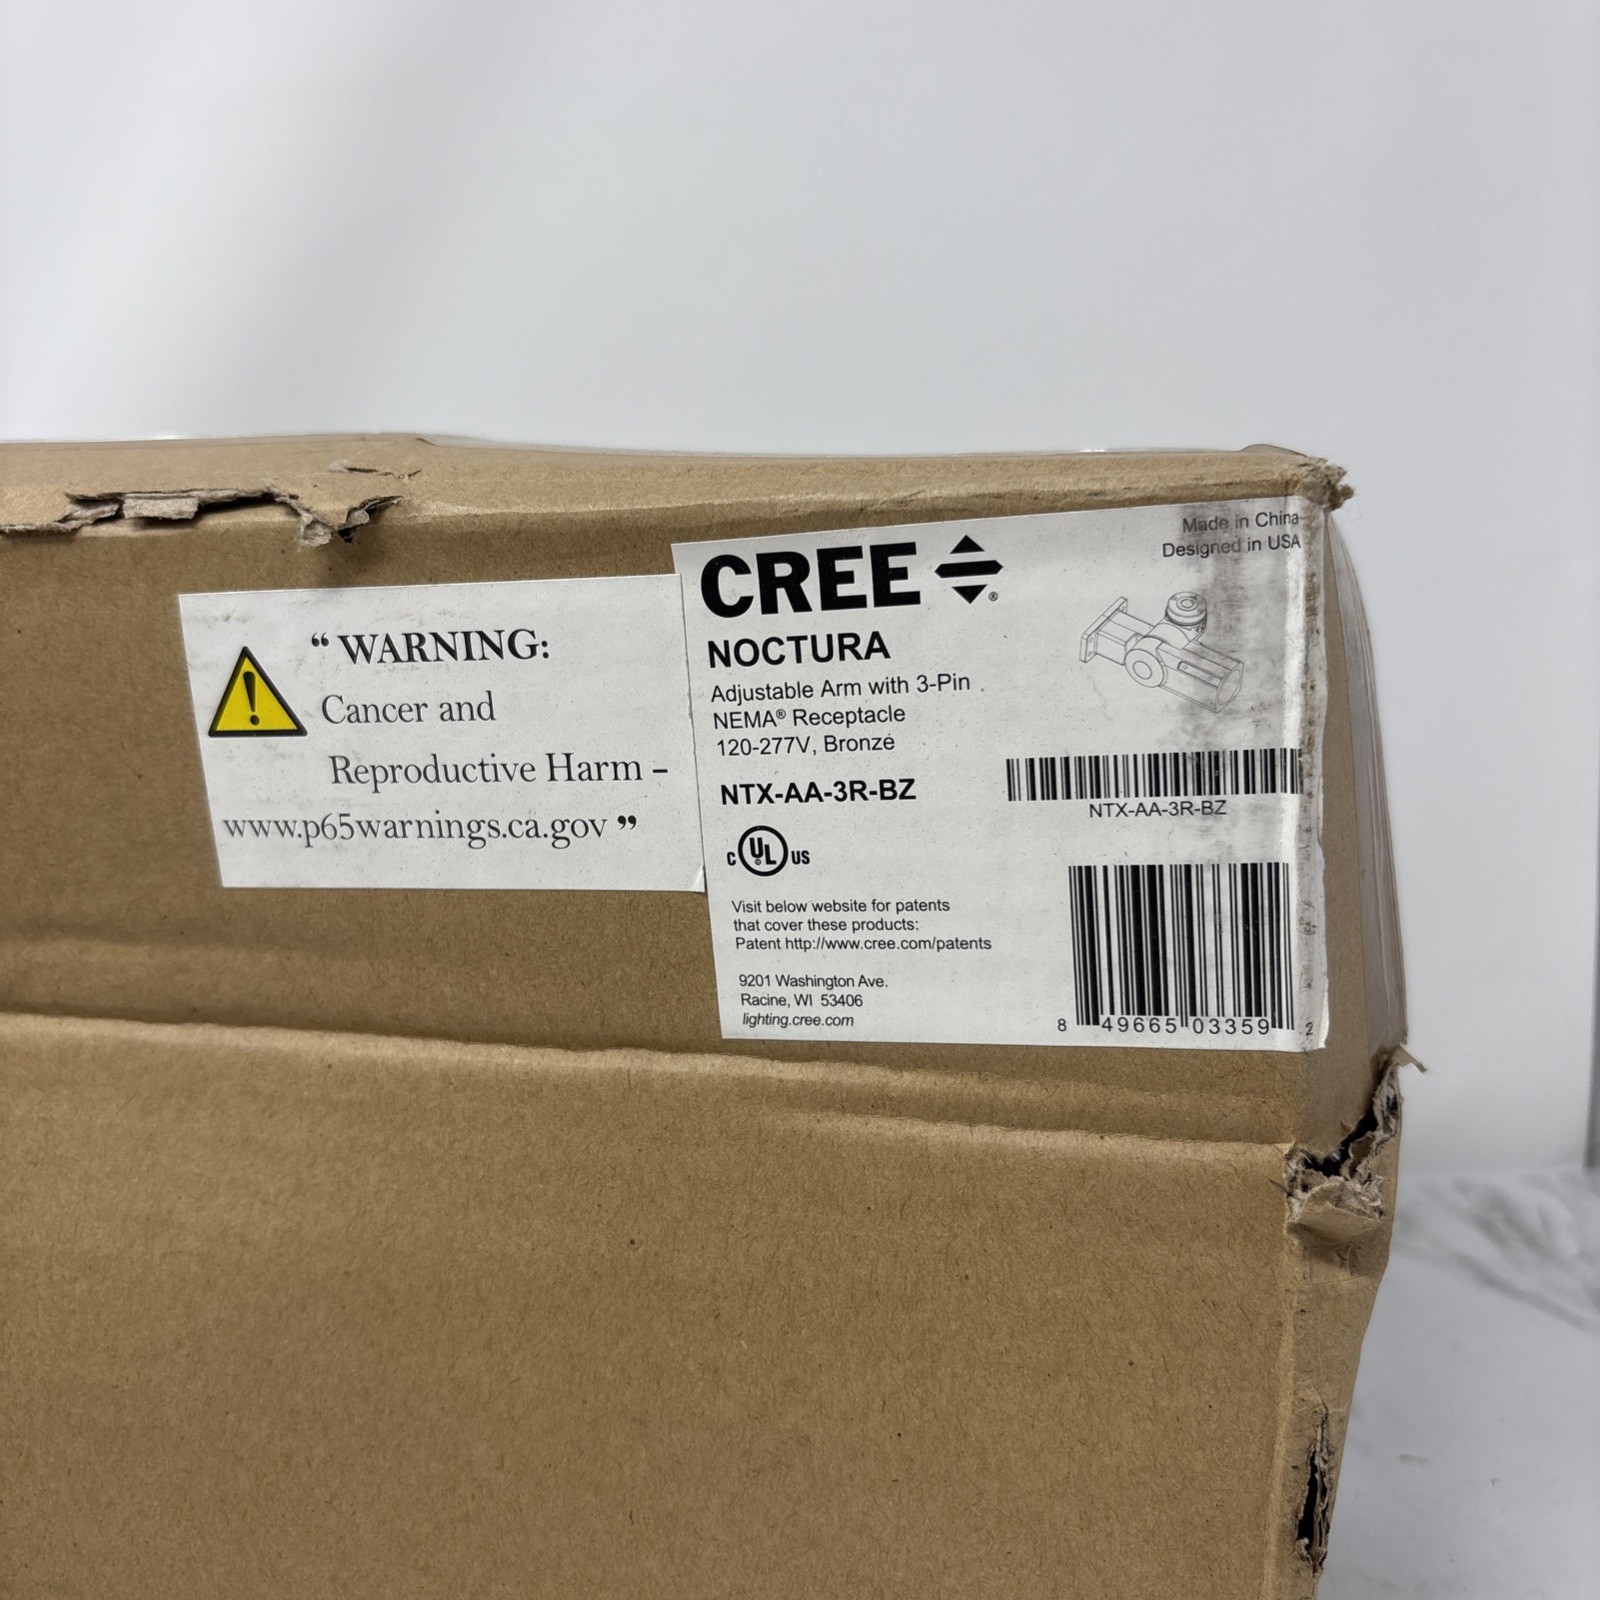 “ WARNING:
Cancer and
Reproductive Harm –
www.p65warnings.ca.gov ”
CREE
®
NOCTURA
Adjustable Arm with 3-Pin
NEMA® Receptacle
120-277V, Bronze
NTX-AA-3R-BZ
C UL US
Visit below website for patents
that cover these products:
Patent http://www.cree.com/patents
9201 Washington Ave.
Racine, WI 53406
lighting.cree.com
Made in China
Designed in USA
NTX-AA-3R-BZ
8 49665 03359 2